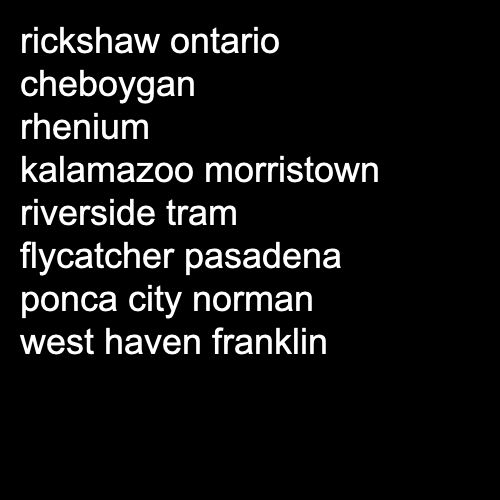 rickshaw ontario
cheboygan
rhenium
kalamazoo morristown
riverside tram
flycatcher pasadena
ponca city norman
west haven franklin